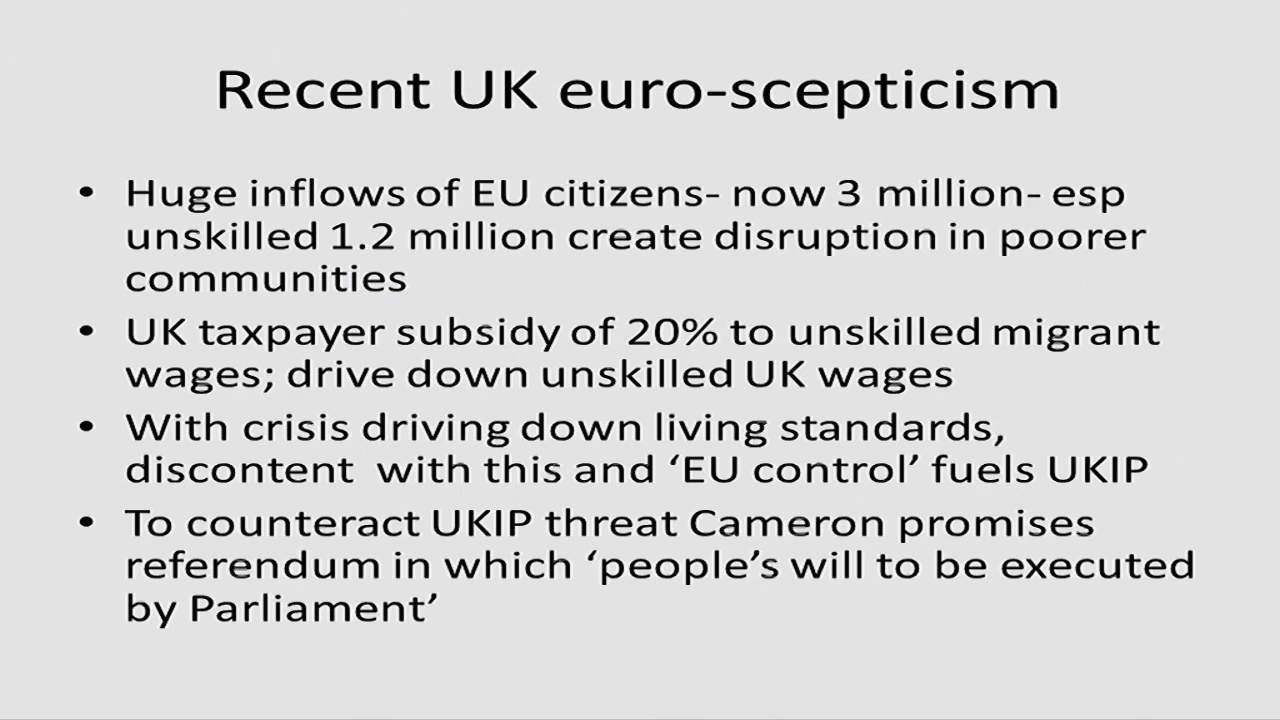 Recent UK euro-scepticism
• Huge inflows of EU citizens- now 3 million- esp
unskilled 1.2 million create disruption in poorer
communities
• UK taxpayer subsidy of 20% to unskilled migrant
wages; drive down unskilled UK wages
• With crisis driving down living standards,
discontent  with this and ‘EU control’ fuels UKIP
• To counteract UKIP threat Cameron promises
referendum in which ‘people’s will to be executed
by Parliament’